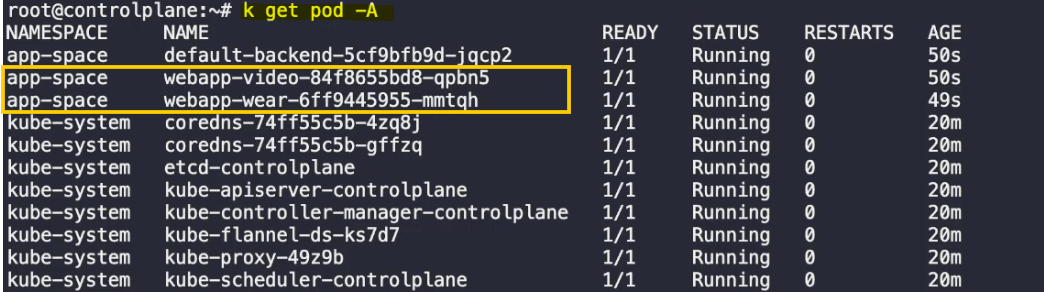 root@controlplane:~# k get pod -A
NAMESPACE NAME READY STATUS RESTARTS AGE
app-space default-backend-5cf9bfb9d-jqcp2 1/1 Running 0 50s
app-space webapp-video-84f8655bd8-qpbn5 1/1 Running 0 50s
app-space webapp-wear-6ff9445955-mmtqh 1/1 Running 0 49s
kube-system coredns-74ff55c5b-4zq8j 1/1 Running 0 20m
kube-system coredns-74ff55c5b-gffzq 1/1 Running 0 20m
kube-system etcd-controlplane 1/1 Running 0 20m
kube-system kube-apiserver-controlplane 1/1 Running 0 20m
kube-system kube-controller-manager-controlplane 1/1 Running 0 20m
kube-system kube-flannel-ds-ks7d7 1/1 Running 0 20m
kube-system kube-proxy-49z9b 1/1 Running 0 20m
kube-system kube-scheduler-controlplane 1/1 Running 0 20m